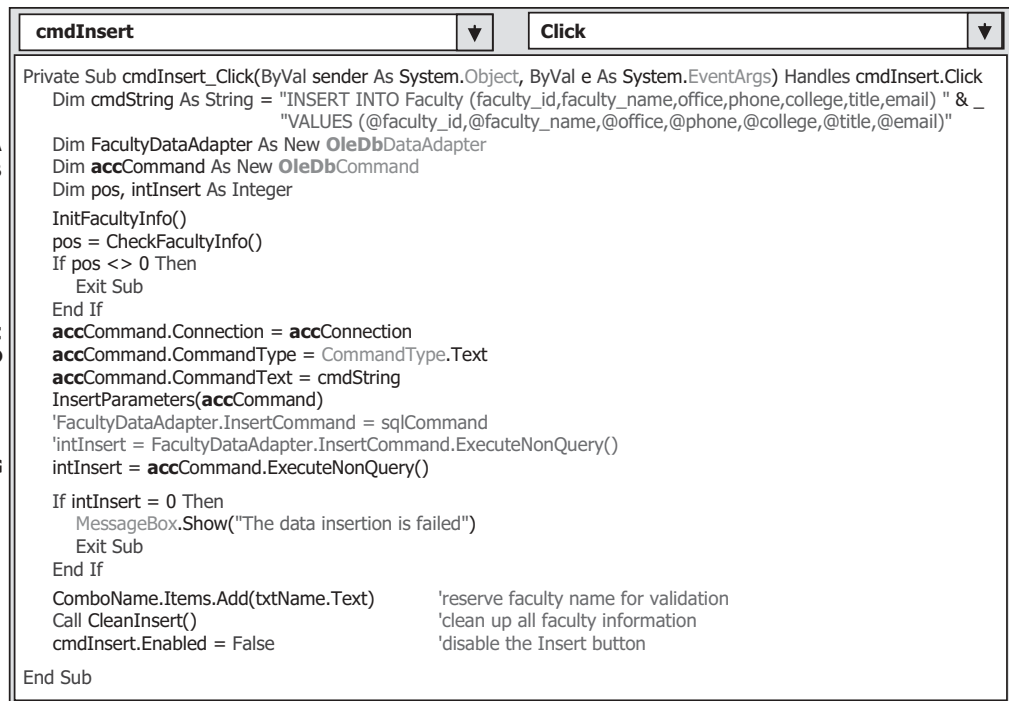 cmdInsert Click
Private Sub cmdInsert_Click(ByVal sender As System.Object, ByVal e As System.EventArgs) Handles cmdInsert.Click
Dim cmdString As String = "INSERT INTO Faculty (faculty_id,faculty_name,office,phone,college,title,email) " & _
"VALUES (@faculty_id,@faculty_name,@office,@phone,@college,@title,@email)"
Dim FacultyDataAdapter As New OleDbDataAdapter
Dim accCommand As New OleDbCommand
Dim pos, intInsert As Integer
InitFacultyInfo()
pos = CheckFacultyInfo()
If pos <> 0 Then
Exit Sub
End If
accCommand.Connection = accConnection
accCommand.CommandType = CommandType.Text
accCommand.CommandText = cmdString
InsertParameters(accCommand)
'FacultyDataAdapter.InsertCommand = sqlCommand
'intInsert = FacultyDataAdapter.InsertCommand.ExecuteNonQuery()
intInsert = accCommand.ExecuteNonQuery()
If intInsert = 0 Then
MessageBox.Show("The data insertion is failed")
Exit Sub
End If
ComboName.Items.Add(txtName.Text) 'reserve faculty name for validation
Call CleanInsert() 'clean up all faculty information
cmdInsert.Enabled = False 'disable the Insert button
End Sub